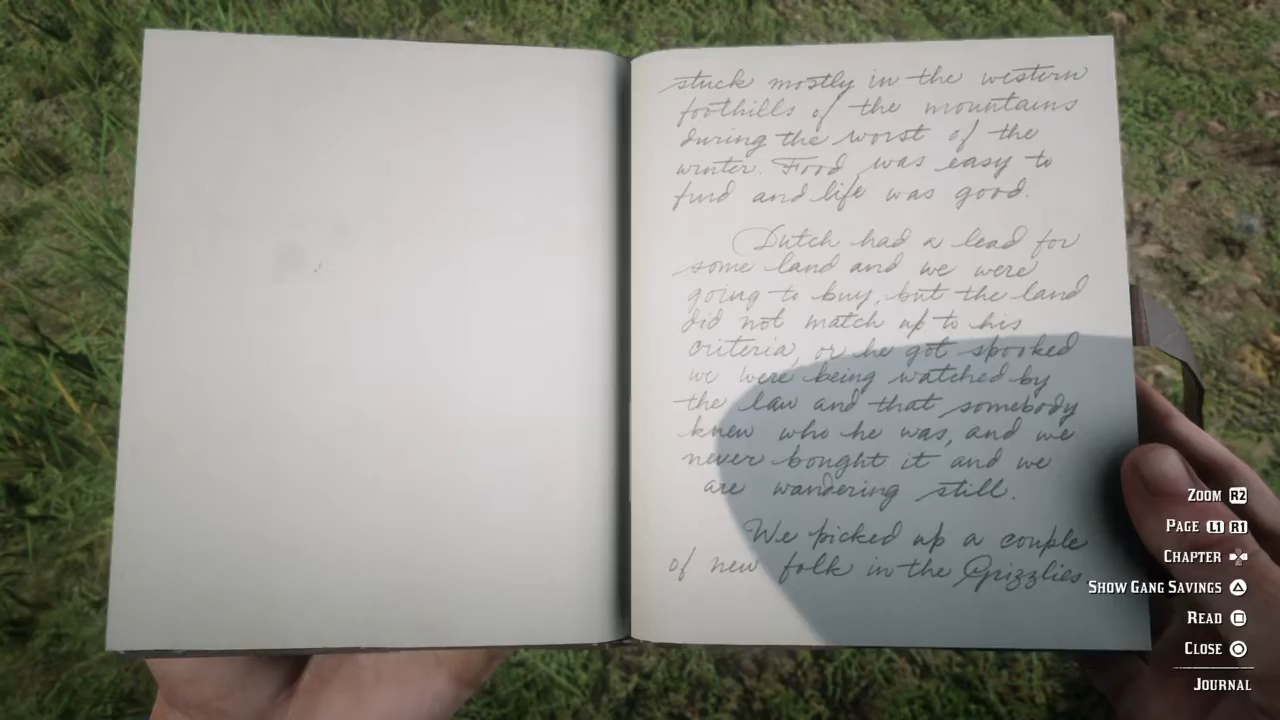 stuck mostly in the western
foothills of the mountains
during the worst of the
winter. Food was easy to
find and life was good.
Dutch had a lead for
some land and we were
going to buy, but the land
did not match up to his
criteria, or he got spooked
we were being watched by
the law and that somebody
knew who he was, and we
never bought it and we
are wandering still.
We picked up a couple
of new folk in the Grizzlies
ZOOM R2
PAGE L1 R1
CHAPTER
SHOW GANG SAVINGS
READ
CLOSE
JOURNAL